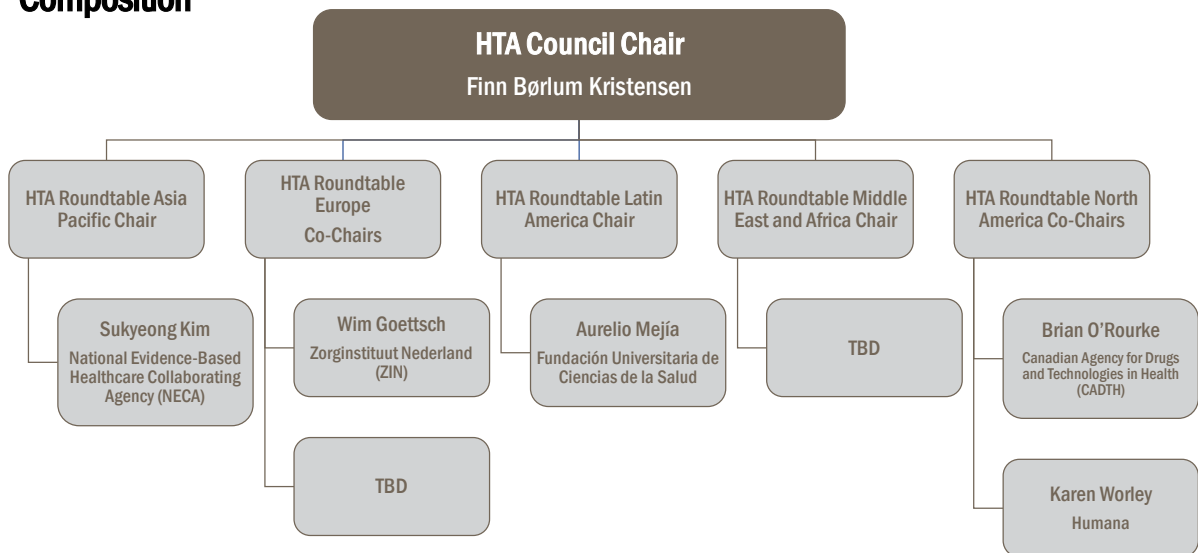 Composition
HTA Council Chair
Finn Børlum Kristensen
HTA Roundtable Asia
Pacific Chair
HTA Roundtable
Europe
Co-Chairs
HTA Roundtable Latin
America Chair
HTA Roundtable Middle
East and Africa Chair
HTA Roundtable North
America Co-Chairs
Sukyeong Kim
National Evidence-Based
Healthcare Collaborating
Agency (NECA)
Wim Goettsch
Zorginstituut Nederland
(ZIN)
TBD
Aurelio Mejía
Fundación Universitaria de
Ciencias de la Salud
TBD
Brian O’Rourke
Canadian Agency for Drugs
and Technologies in Health
(CADTH)
Karen Worley
Humana